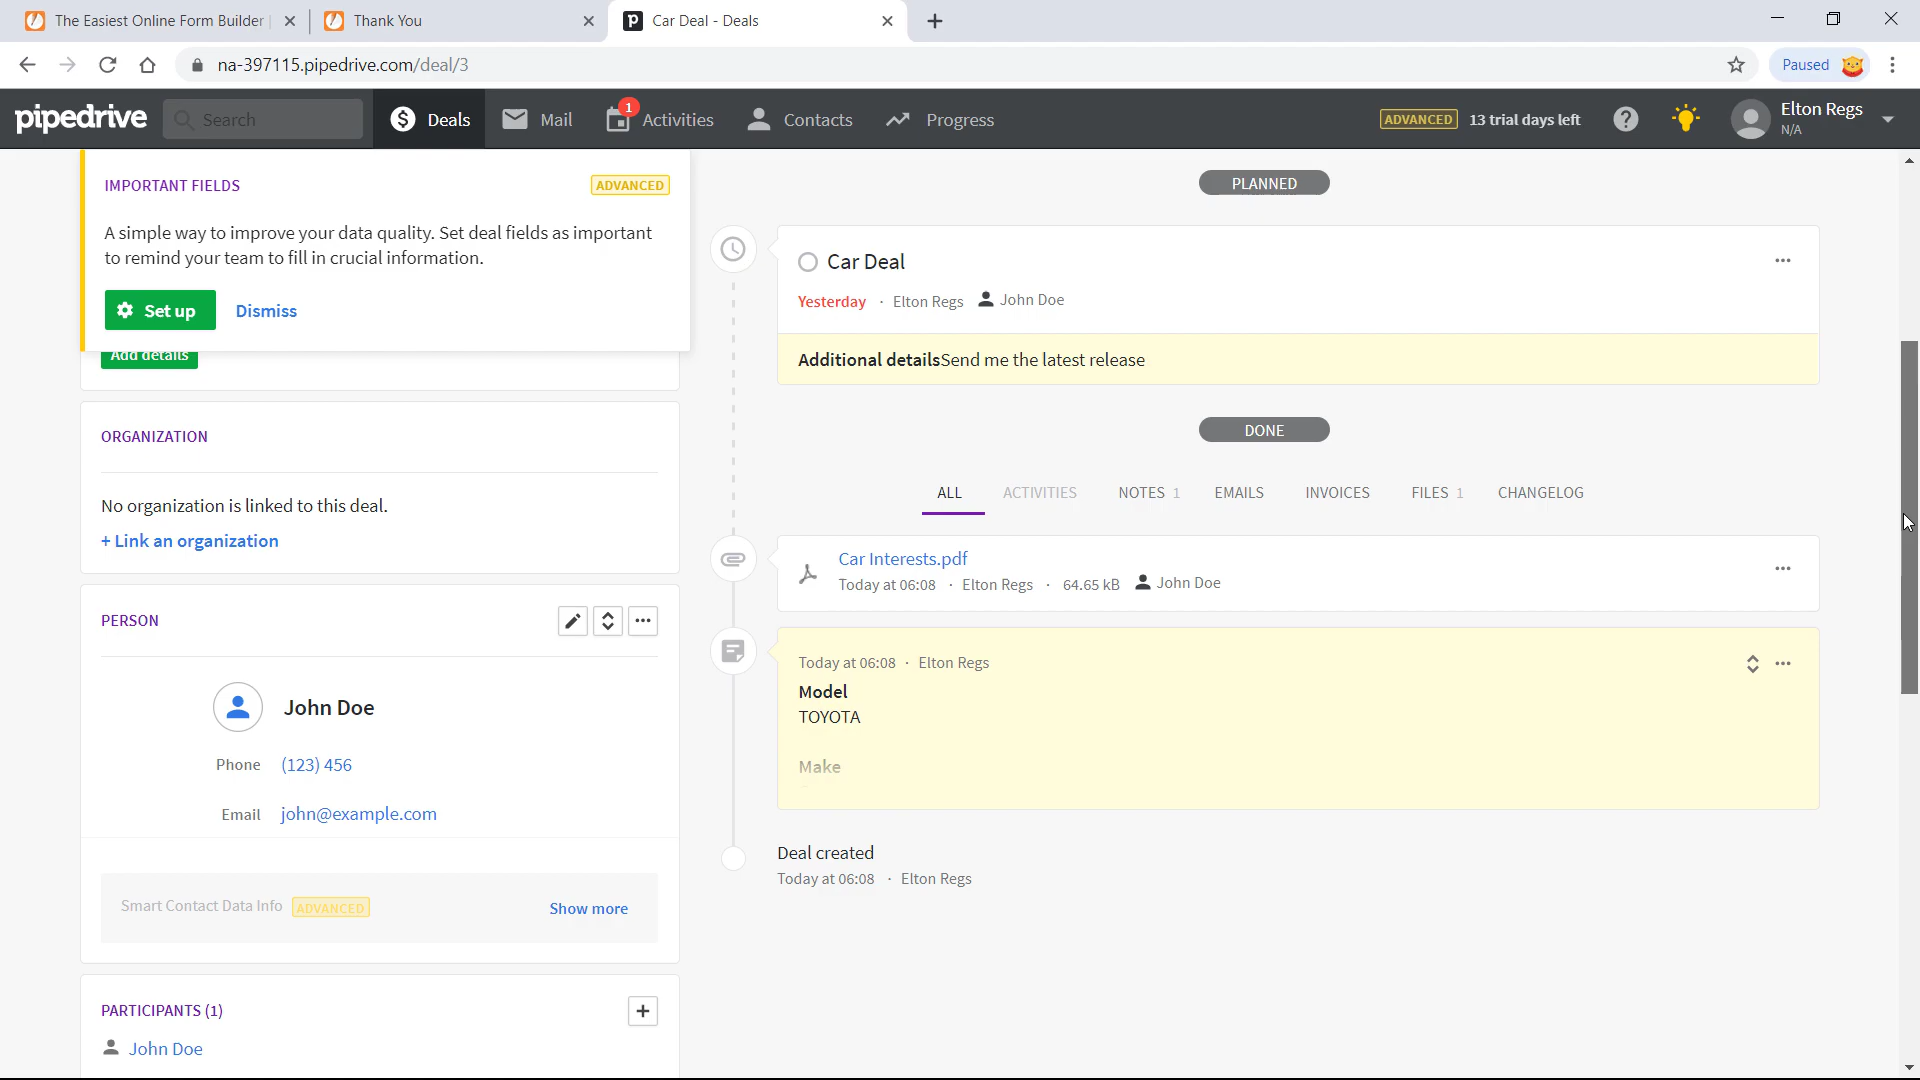 The Easiest Online Form Builder
Thank You
Car Deal - Deals
na-397115.pipedrive.com/deal/3
Paused
pipedrive
Search
Deals
Mail
1
Activities
Contacts
Progress
ADVANCED
13 trial days left
Elton Regs
N/A
IMPORTANT FIELDS
ADVANCED
A simple way to improve your data quality. Set deal fields as important
to remind your team to fill in crucial information.
Set up
Dismiss
Add details
ORGANIZATION
No organization is linked to this deal.
+ Link an organization
PERSON
John Doe
Phone (123) 456
Email john@example.com
Smart Contact Data Info ADVANCED
Show more
PARTICIPANTS (1)
John Doe
PLANNED
Car Deal
Yesterday · Elton Regs John Doe
Additional detailsSend me the latest release
DONE
ALL ACTIVITIES NOTES 1 EMAILS INVOICES FILES 1 CHANGELOG
Car Interests.pdf
Today at 06:08 · Elton Regs · 64.65 kB John Doe
Today at 06:08 · Elton Regs
Model
TOYOTA
Make
Deal created
Today at 06:08 · Elton Regs